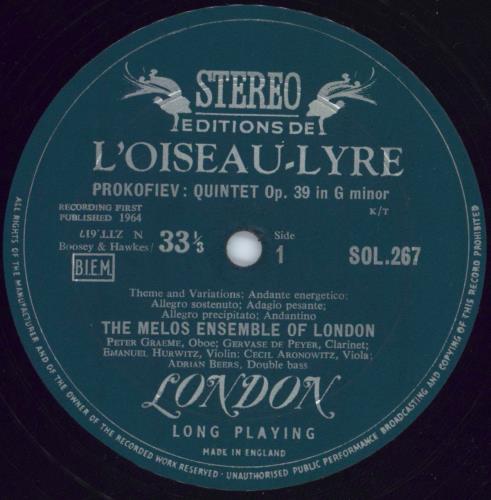 STEREO
EDITIONS DE
L'OISEAU-LYRE
PROKOFIEV : QUINTET Op. 39 in G minor
RECORDING FIRST
PUBLISHED 1964
K/T
ZTT.617 N
Boosey & Hawkes/
33⅓
Side
1
SOL.267
B.I.E.M.
Theme and Variations: Andante energetico;
Allegro sostenuto; Adagio pesante;
Allegro precipitato; Andantino
THE MELOS ENSEMBLE OF LONDON
PETER GRAEME, Oboe; GERVASE DE PEYER, Clarinet;
EMANUEL HURWITZ, Violin: CECIL ARONOWITZ, Viola;
ADRIAN BEERS, Double bass
LONDON
LONG PLAYING
MADE IN ENGLAND
ALL RIGHTS OF THE MANUFACTURER AND OF THE OWNER OF THE RECORDED WORK RESERVED · UNAUTHORISED PUBLIC PERFORMANCE BROADCASTING AND COPYING OF THIS RECORD PROHIBITED